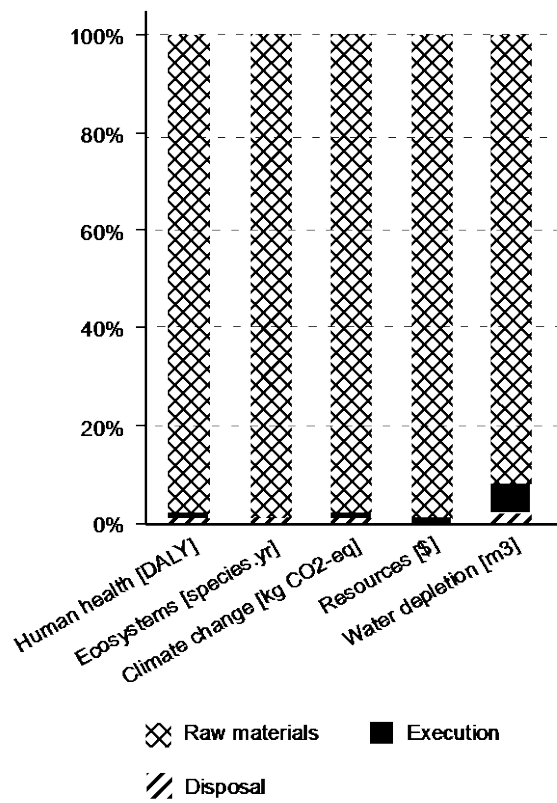 100%
80%
60%
40%
20%
0%
Human health [DALY]
Ecosystems [species.yr]
Climate change [kg CO2-eq]
Resources [$]
Water depletion [m3]
Raw materials
Execution
Disposal